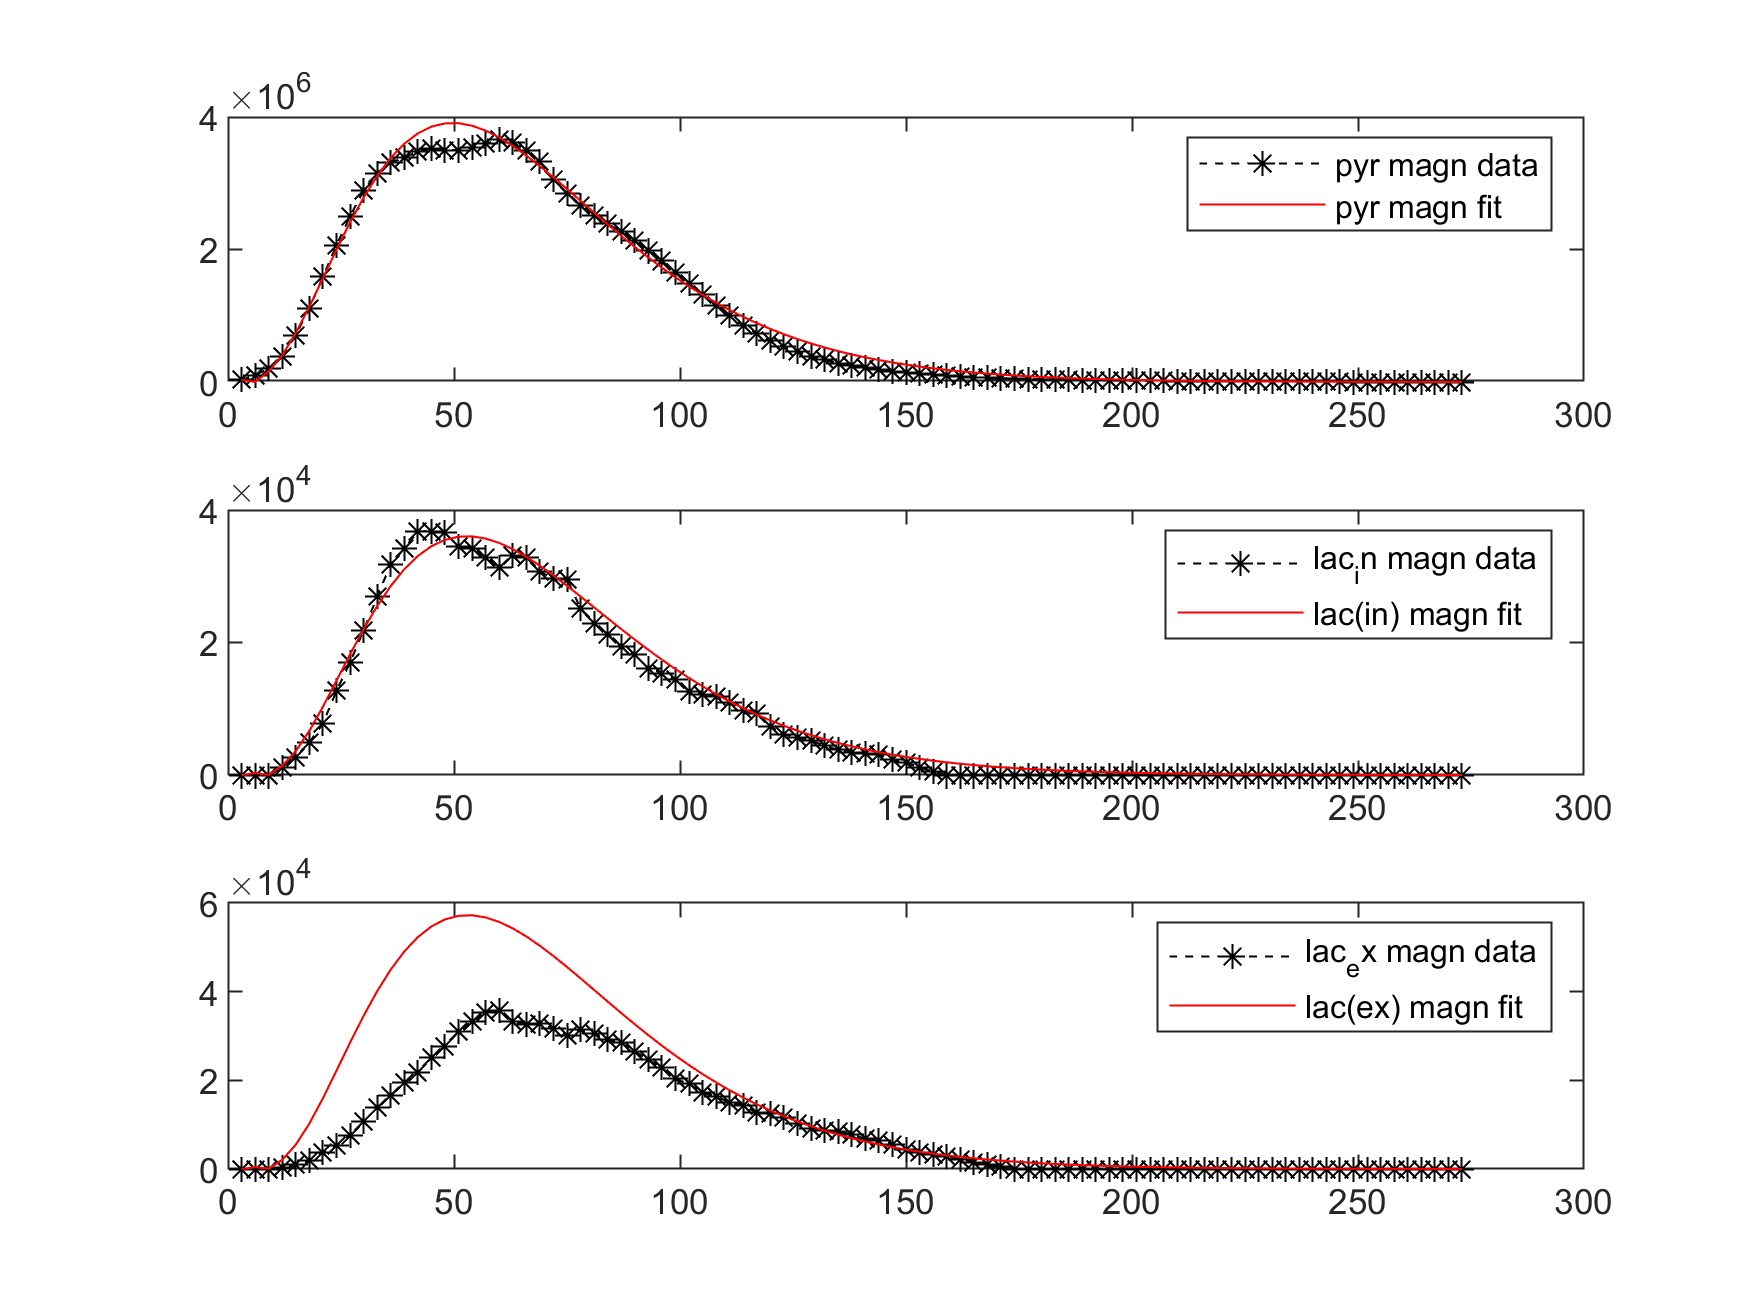 ×10^6
4
2
0
0 50 100 150 200 250 300
pyr magn data
pyr magn fit
×10^4
4
2
0
0 50 100 150 200 250 300
lac_in magn data
lac(in) magn fit
×10^4
6
4
2
0
0 50 100 150 200 250 300
lac_ex magn data
lac(ex) magn fit